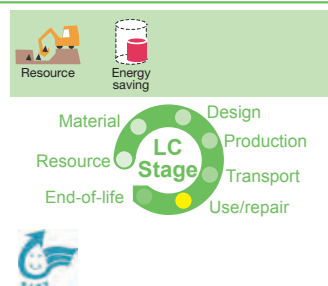 Resource
Energy
saving
Material
Design
Resource
LC
Stage
Production
Transport
End-of-life
Use/repair